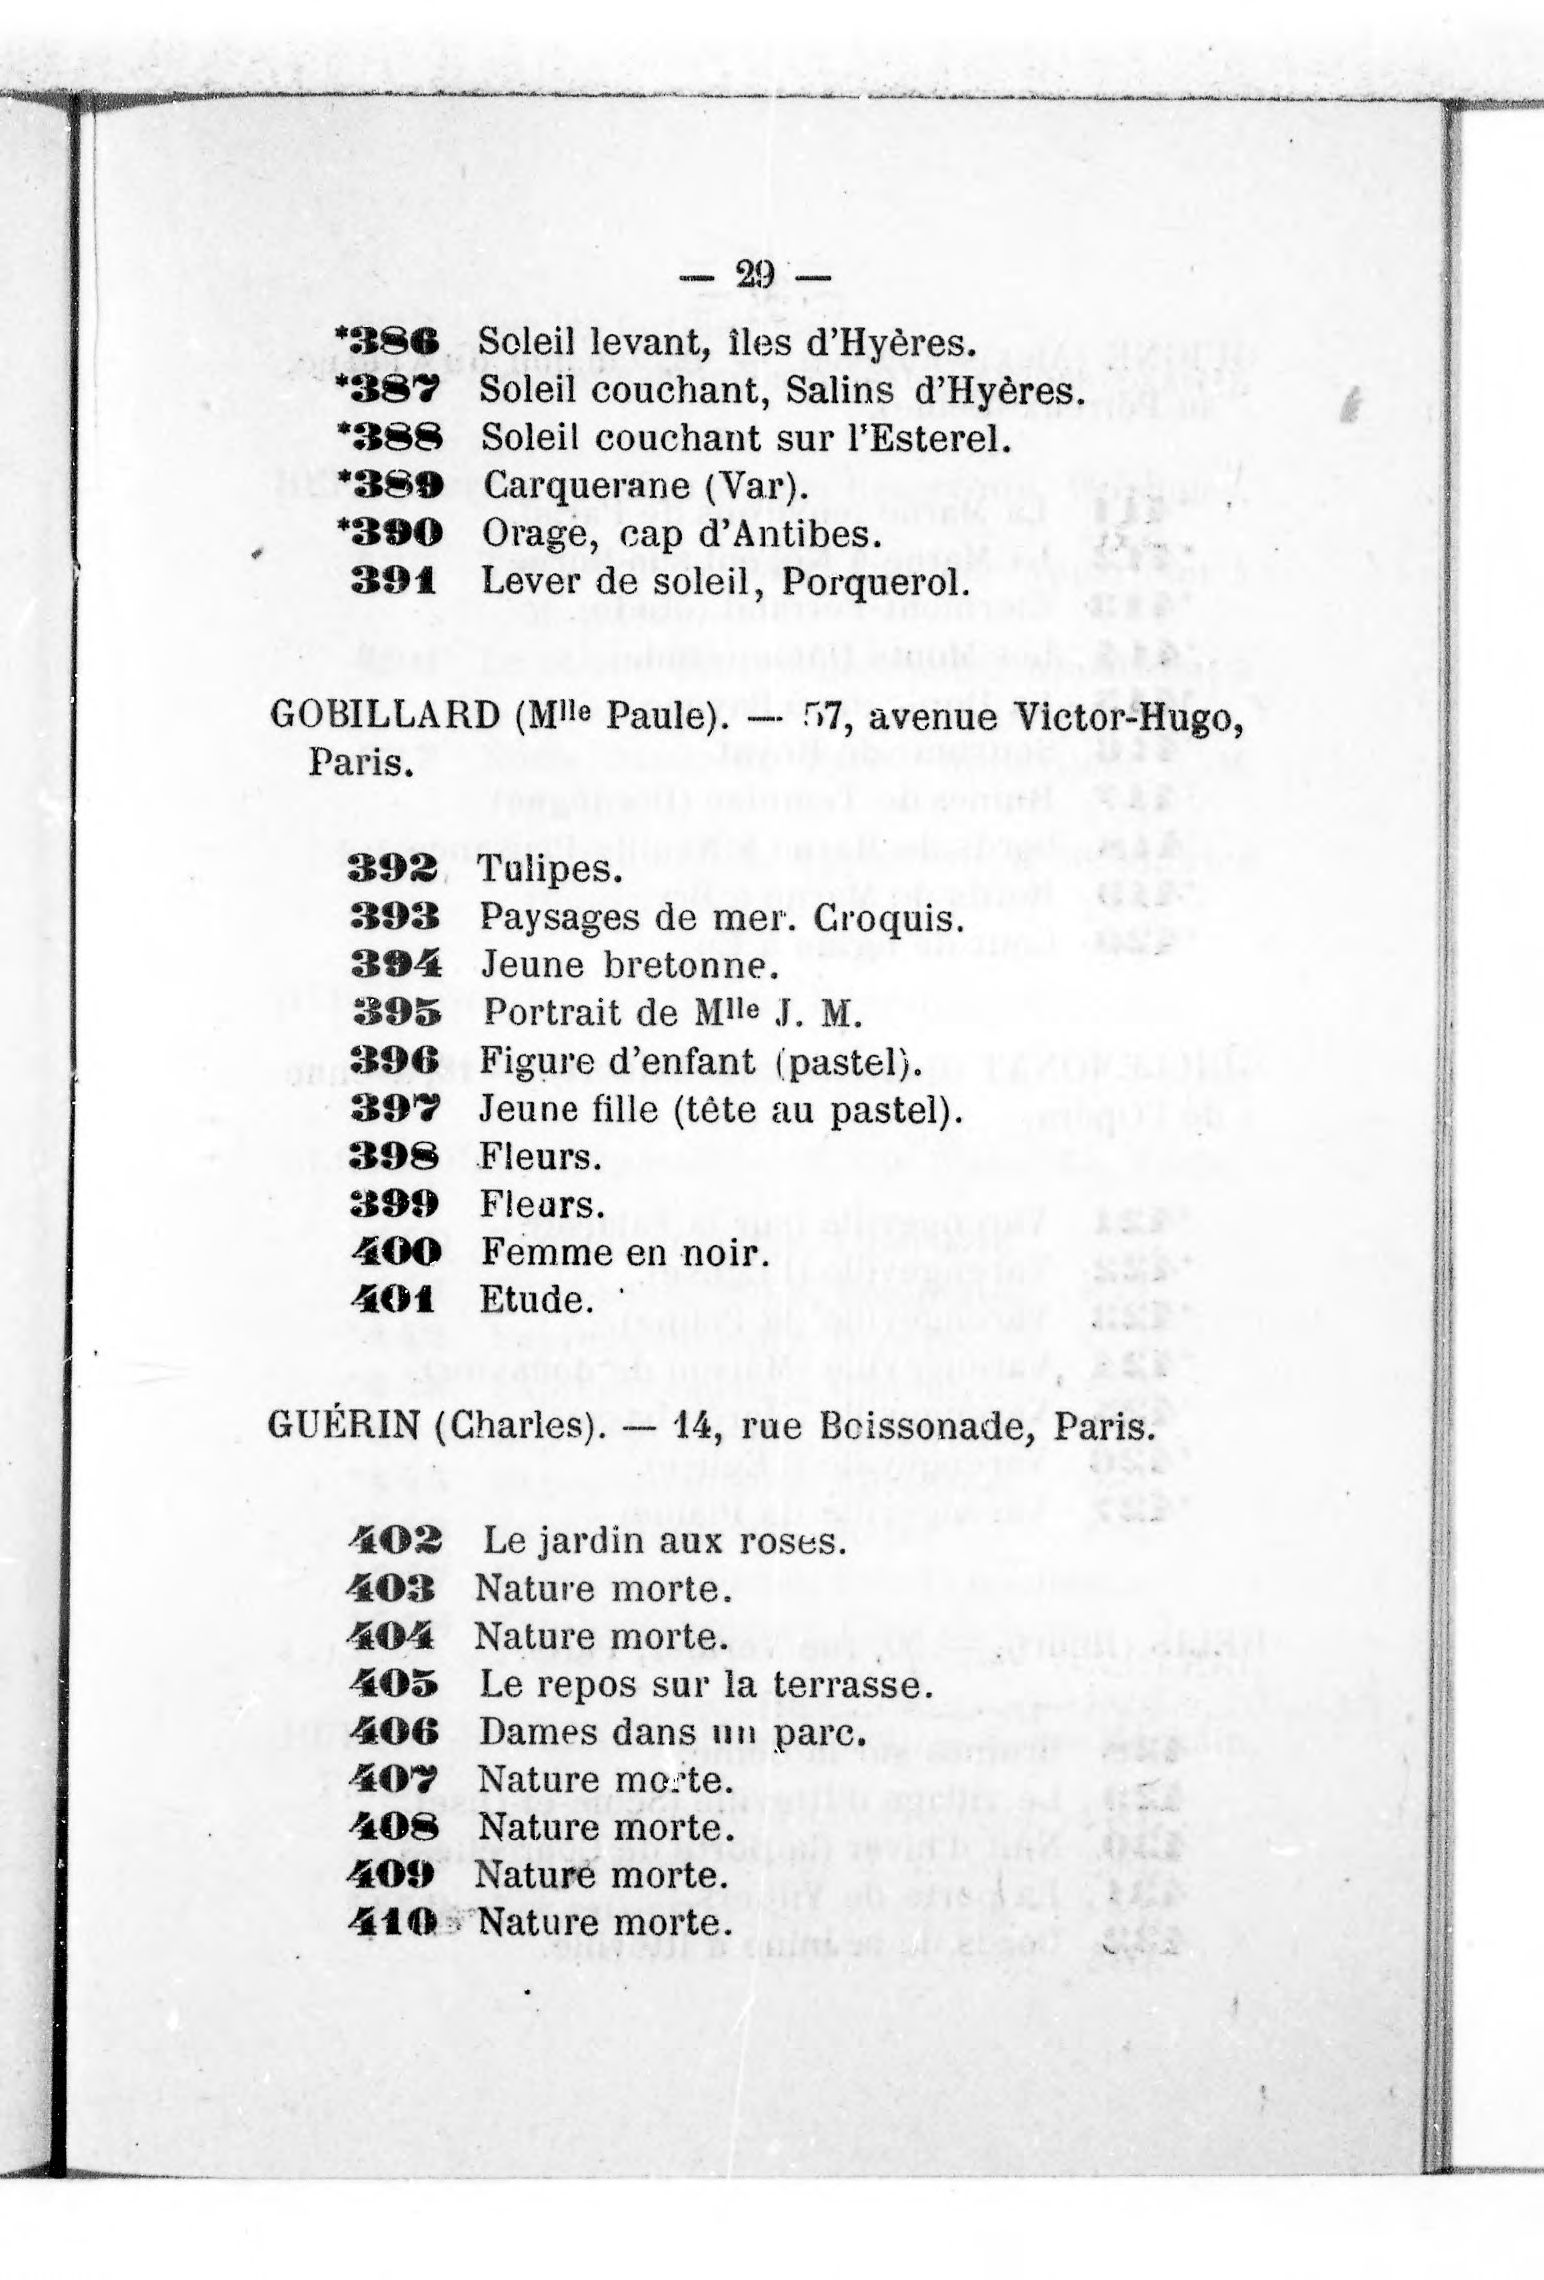 — 29 —
*386 Soleil levant, îles d'Hyères.
*387 Soleil couchant, Salins d'Hyères.
*388 Soleil couchant sur l'Esterel.
*389 Carquerane (Var).
*390 Orage, cap d'Antibes.
391 Lever de soleil, Porquerol.
GOBILLARD (Mlle Paule). — 57, avenue Victor-Hugo,
Paris.
392 Tulipes.
393 Paysages de mer. Croquis.
394 Jeune bretonne.
395 Portrait de Mlle J. M.
396 Figure d'enfant (pastel).
397 Jeune fille (tête au pastel).
398 Fleurs.
399 Fleurs.
400 Femme en noir.
401 Etude.
GUÉRIN (Charles). — 14, rue Boissonade, Paris.
402 Le jardin aux roses.
403 Nature morte.
404 Nature morte.
405 Le repos sur la terrasse.
406 Dames dans un parc.
407 Nature morte.
408 Nature morte.
409 Nature morte.
410 Nature morte.